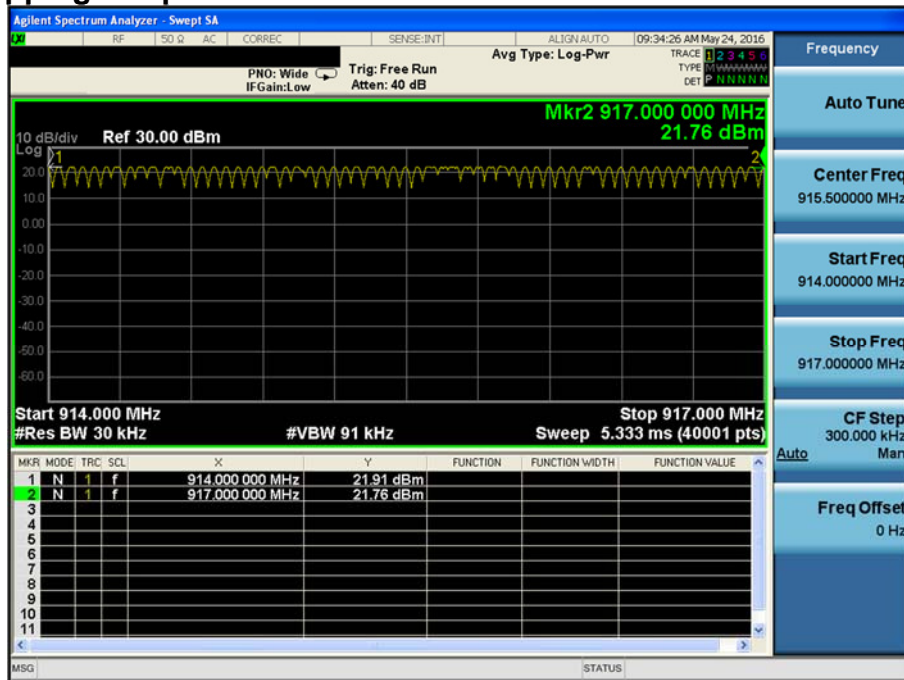 Agilent Spectrum Analyzer - Swept SA
LXI RF 50 Ω AC CORREC SENSE:INT ALIGNAUTO 09:34:26 AM May 24, 2016
Avg Type: Log-Pwr TRACE 1 2 3 4 5 6
PNO: Wide Trig: Free Run TYPE M W W W W W
IFGain:Low Atten: 40 dB DET P N N N N N
Mkr2 917.000 000 MHz
10 dB/div Ref 30.00 dBm 21.76 dBm
Log
1 2
20.0
10.0
0.00
-10.0
-20.0
-30.0
-40.0
-50.0
-60.0
Start 914.000 MHz Stop 917.000 MHz
#Res BW 30 kHz #VBW 91 kHz Sweep 5.333 ms (40001 pts)
MKR MODE TRC SCL X Y FUNCTION FUNCTION WIDTH FUNCTION VALUE
1 N 1 f 914.000 000 MHz 21.91 dBm
2 N 1 f 917.000 000 MHz 21.76 dBm
3
4
5
6
7
8
9
10
11
MSG STATUS
Frequency
Auto Tune
Center Freq
915.500000 MHz
Start Freq
914.000000 MHz
Stop Freq
917.000000 MHz
CF Step
300.000 kHz
Auto Man
Freq Offset
0 Hz